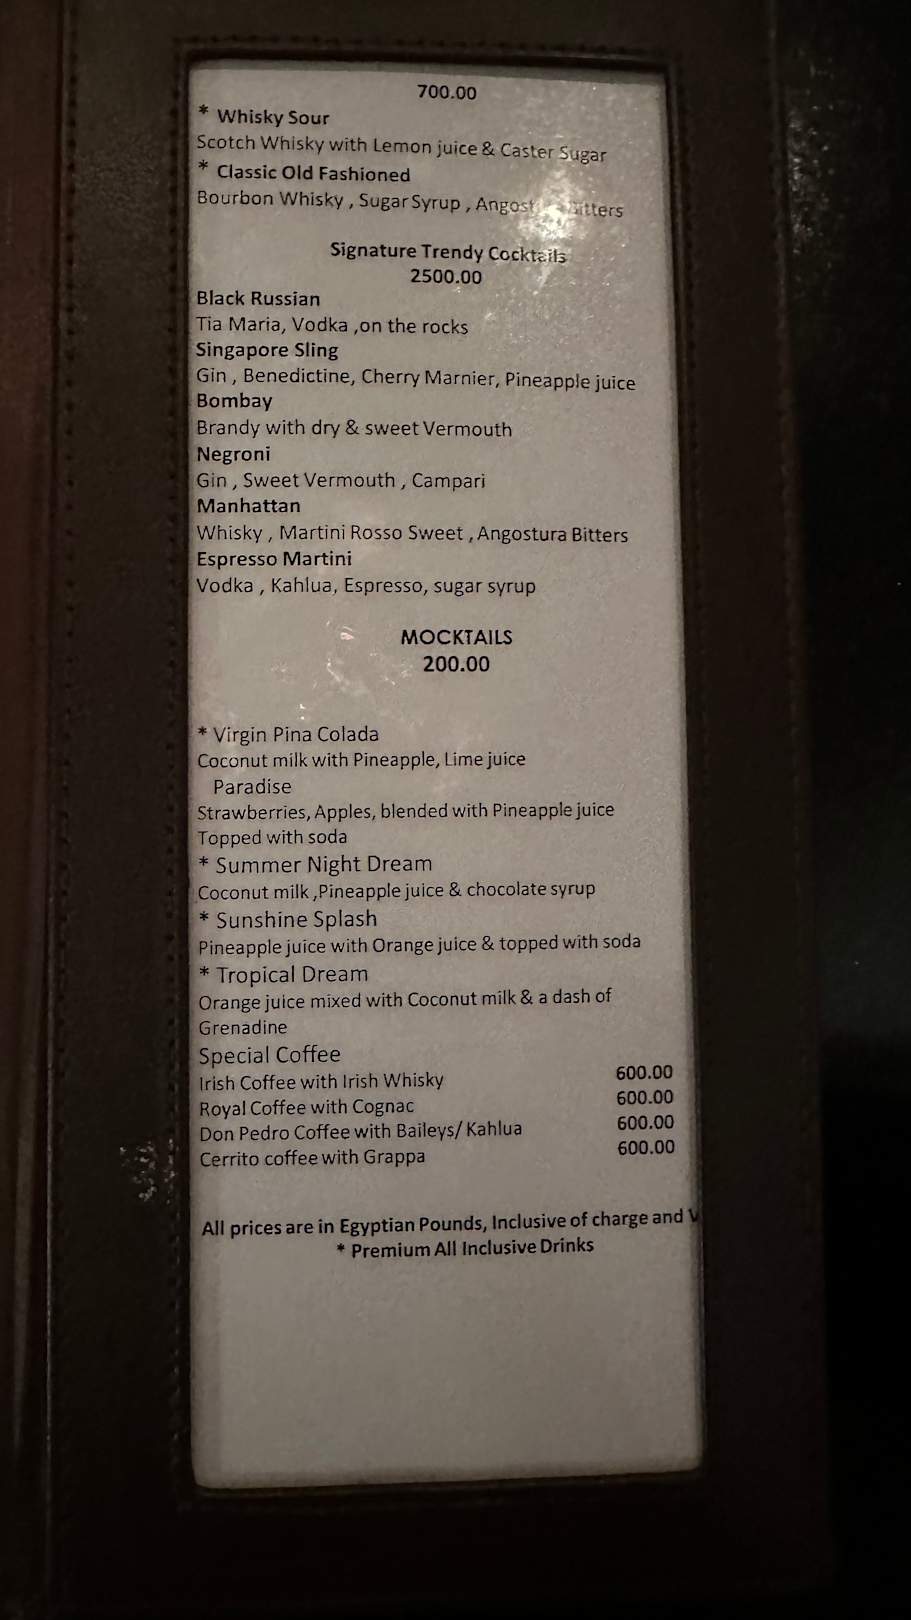 700.00
* Whisky Sour
Scotch Whisky with Lemon juice & Caster Sugar
* Classic Old Fashioned
Bourbon Whisky , Sugar Syrup ,
Signature Trendy Cocktails
2500.00
Black Russian
Tia Maria, Vodka ,on the rocks
Singapore Sling
Gin , Benedictine, Cherry Marnier, Pineapple juice
Bombay
Brandy with dry & sweet Vermouth
Negroni
Gin , Sweet Vermouth , Campari
Manhattan
Whisky , Martini Rosso Sweet , Angostura Bitters
Espresso Martini
Vodka , Kahlua, Espresso, sugar syrup
MOCKTAILS
200.00
* Virgin Pina Colada
Coconut milk with Pineapple, Lime juice
Paradise
Strawberries, Apples, blended with Pineapple juice
Topped with soda
* Summer Night Dream
Coconut milk ,Pineapple juice & chocolate syrup
* Sunshine Splash
Pineapple juice with Orange juice & topped with soda
* Tropical Dream
Orange juice mixed with Coconut milk & a dash of
Grenadine
Special Coffee
Irish Coffee with Irish Whisky 600.00
Royal Coffee with Cognac 600.00
Don Pedro Coffee with Baileys/ Kahlua 600.00
Cerrito coffee with Grappa 600.00
All prices are in Egyptian Pounds, Inclusive of charge and
* Premium All Inclusive Drinks